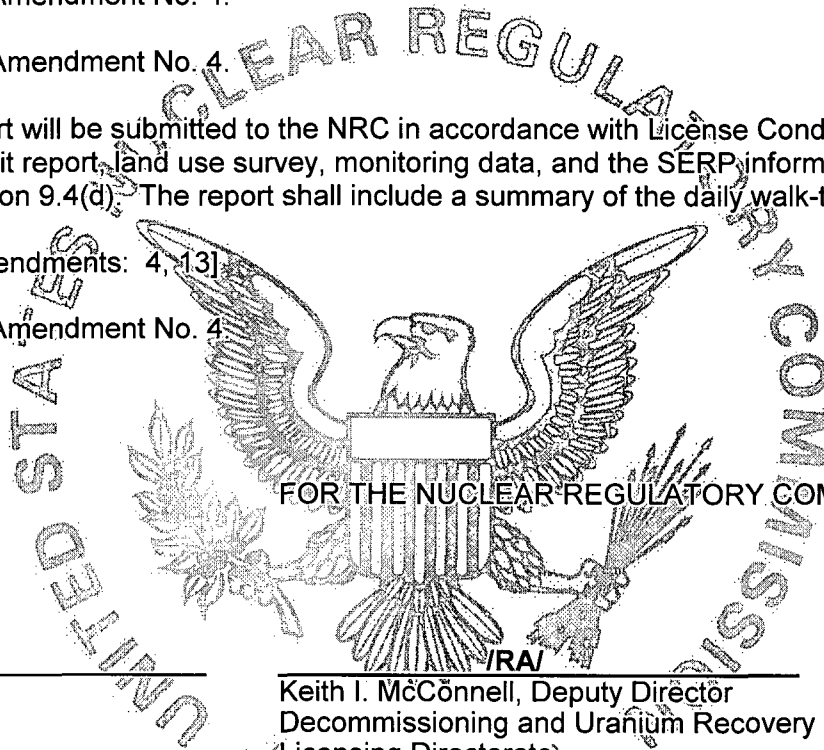 Amendment No. 4.
Amendment No. 4.
rt will be submitted to the NRC in accordance with License Cond
it report, land use survey, monitoring data, and the SERP inform
on 9.4(d). The report shall include a summary of the daily walk-t
endments: 4, 13]
Amendment No. 4
FOR THE NUCLEAR REGULATORY COM
/RA/
Keith I. McConnell, Deputy Director
Decommissioning and Uranium Recovery
Licensing Directorate
UNITED STATES NUCLEAR REGULATORY COMMISSION